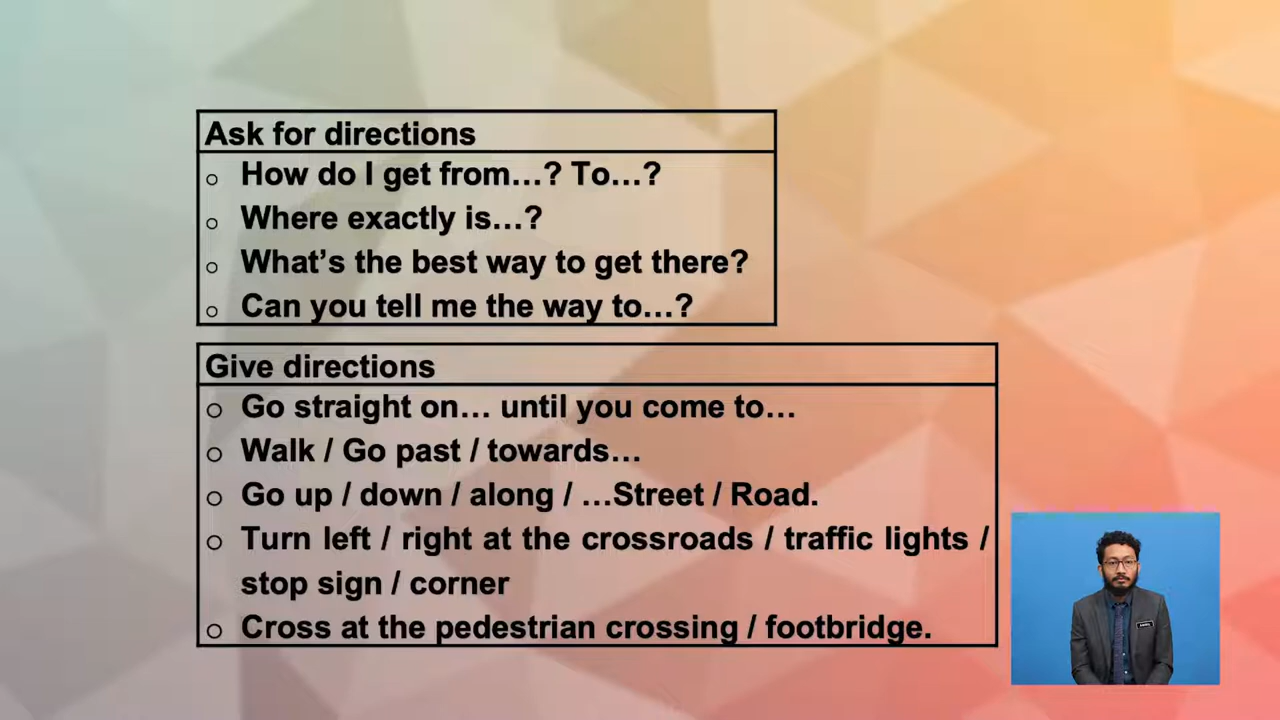 Ask for directions
o How do I get from…? To…?
o Where exactly is…?
o What’s the best way to get there?
o Can you tell me the way to…?
Give directions
o Go straight on… until you come to…
o Walk / Go past / towards…
o Go up / down / along / …Street / Road.
o Turn left / right at the crossroads / traffic lights /
stop sign / corner
o Cross at the pedestrian crossing / footbridge.